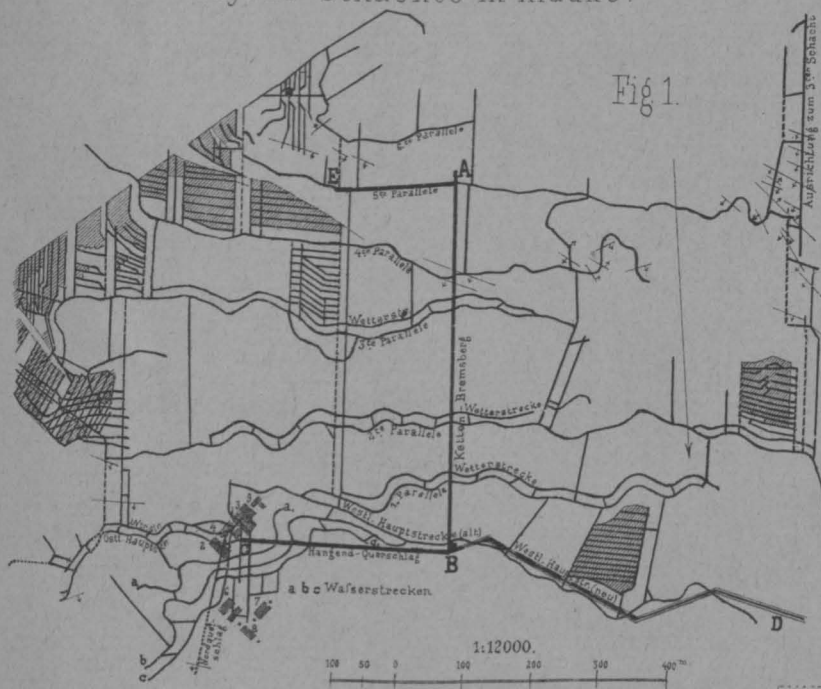 Fig 1.
Ausrichtung zum 3ten Schacht
6te Parallele
E
A
5te Parallele
4te Parallele
Wetterstr.
3te Parallele
Ketten-Bremsberg
Wetterstrecke
2te Parallele
Wetterstrecke
1. Parallele
Westl. Hauptstrecke (alt)
Östl. Hauptstr.
a.
d.
C
Hangend-Querschlag
B
Westl. Hauptstr. (neu)
D
a
a b c Wasserstrecken
b
c
1:12000.
100 50 0 100 200 300 400 m.